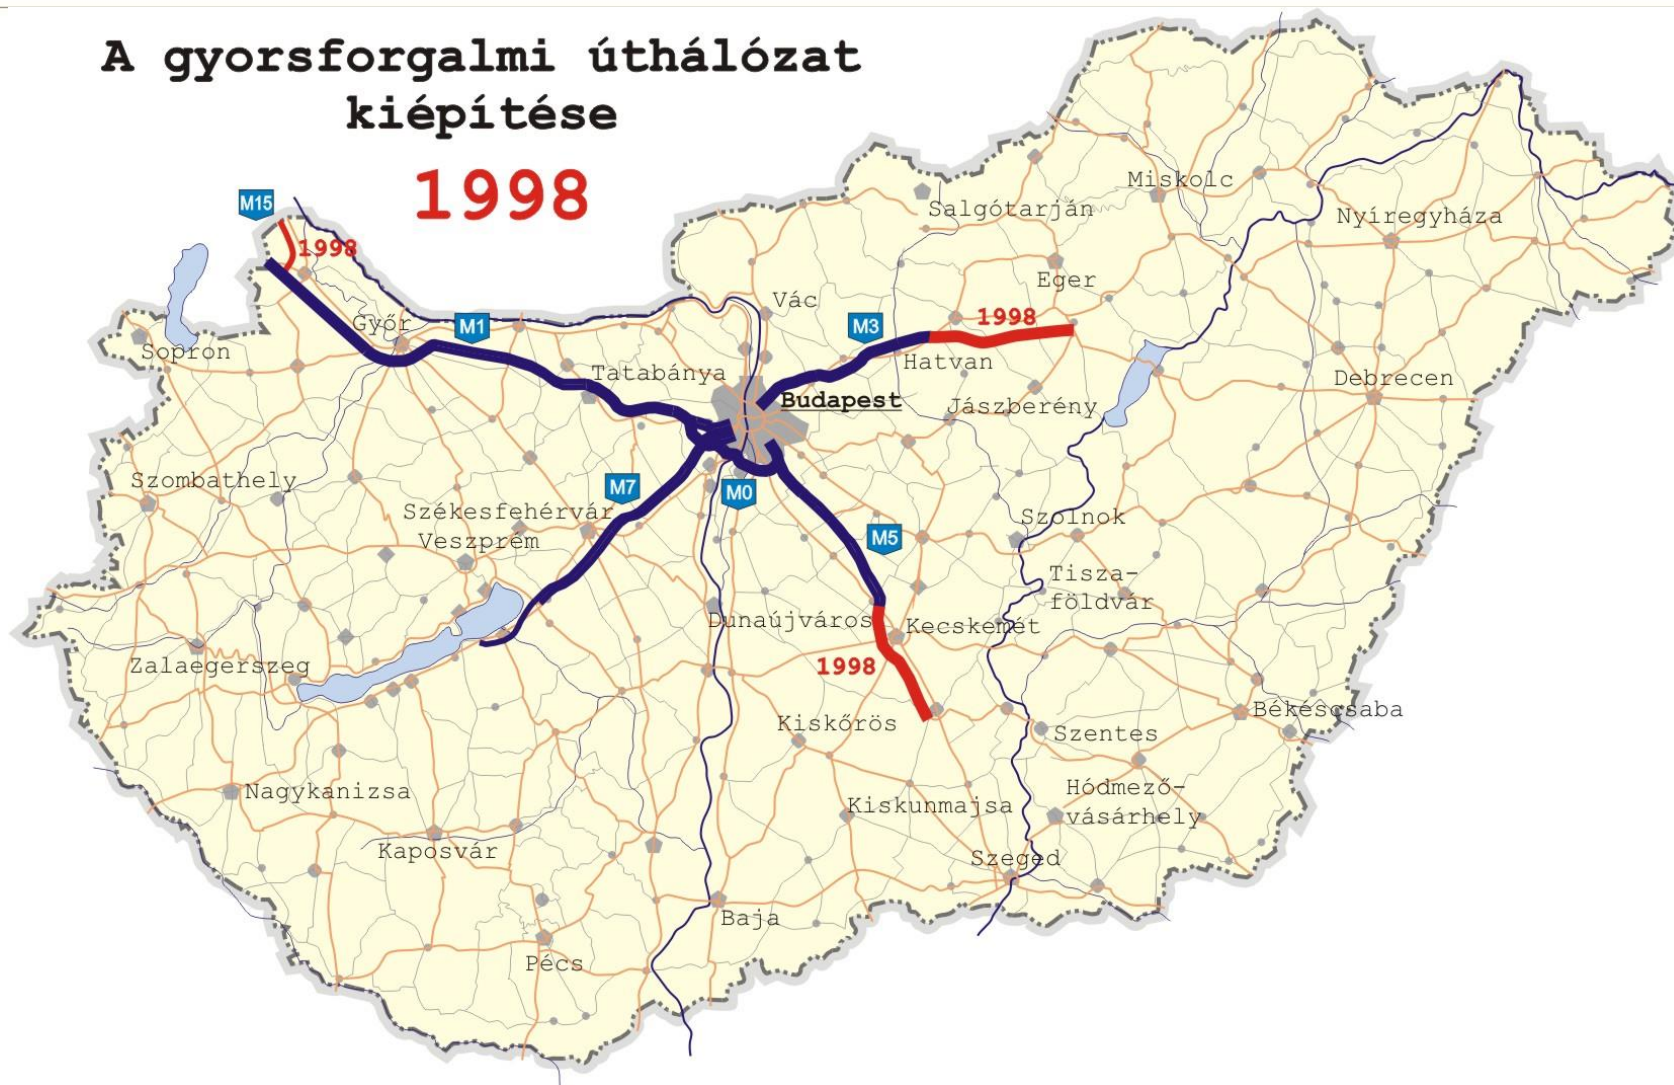 A gyorsforgalmi úthálózat
kiépítése
1998
M15
1998
Miskolc
Salgótarján
Nyíregyháza
Eger
Vác
Győr
M1
M3
1998
Sopron
Hatvan
Tatabánya
Debrecen
Budapest
Jászberény
Szombathely
M7
M0
Székesfehérvár
Szolnok
Veszprém
M5
Tisza-
földvár
Dunaújváros
Kecskemét
Zalaegerszeg
1998
Békéscsaba
Kiskőrös
Szentes
Nagykanizsa
Hódmező-
vásárhely
Kiskunmajsa
Kaposvár
Szeged
Baja
Pécs